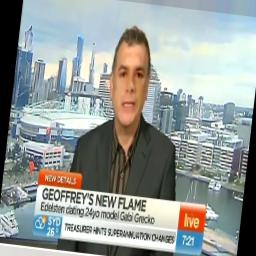 NEW DETAILS
GEOFFREY'S NEW FLAME
Edelsten dating 24yo model Gabi Grecko
live
SYD
26
TREASURER HINTS SUPERANNUATION CHANGES
7:21